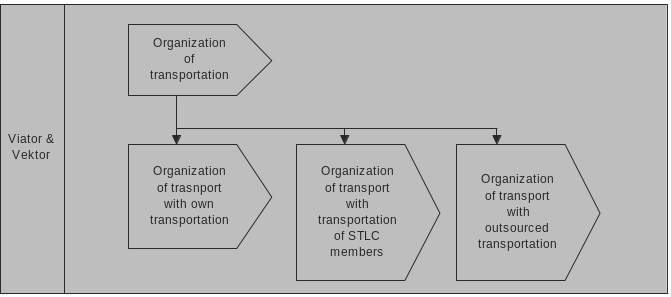 Viator &
Vektor
Organization
of
transportation
Organization
of trasnport
with own
transportation
Organization
of transport
with
transportation
of STLC
members
Organization
of transport
with
outsourced
transportation